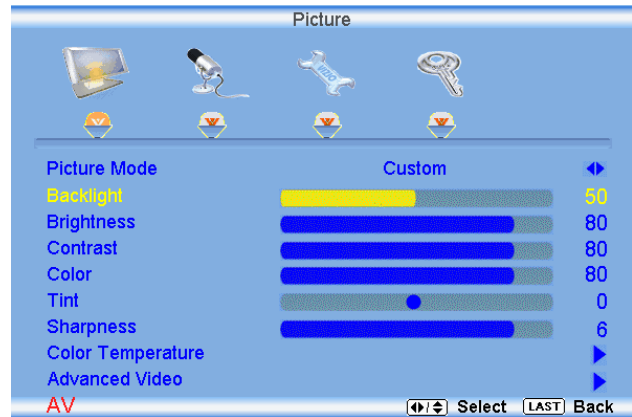 Picture
Picture Mode Custom
Backlight 50
Brightness 80
Contrast 80
Color 80
Tint 0
Sharpness 6
Color Temperature
Advanced Video
AV Select LAST Back